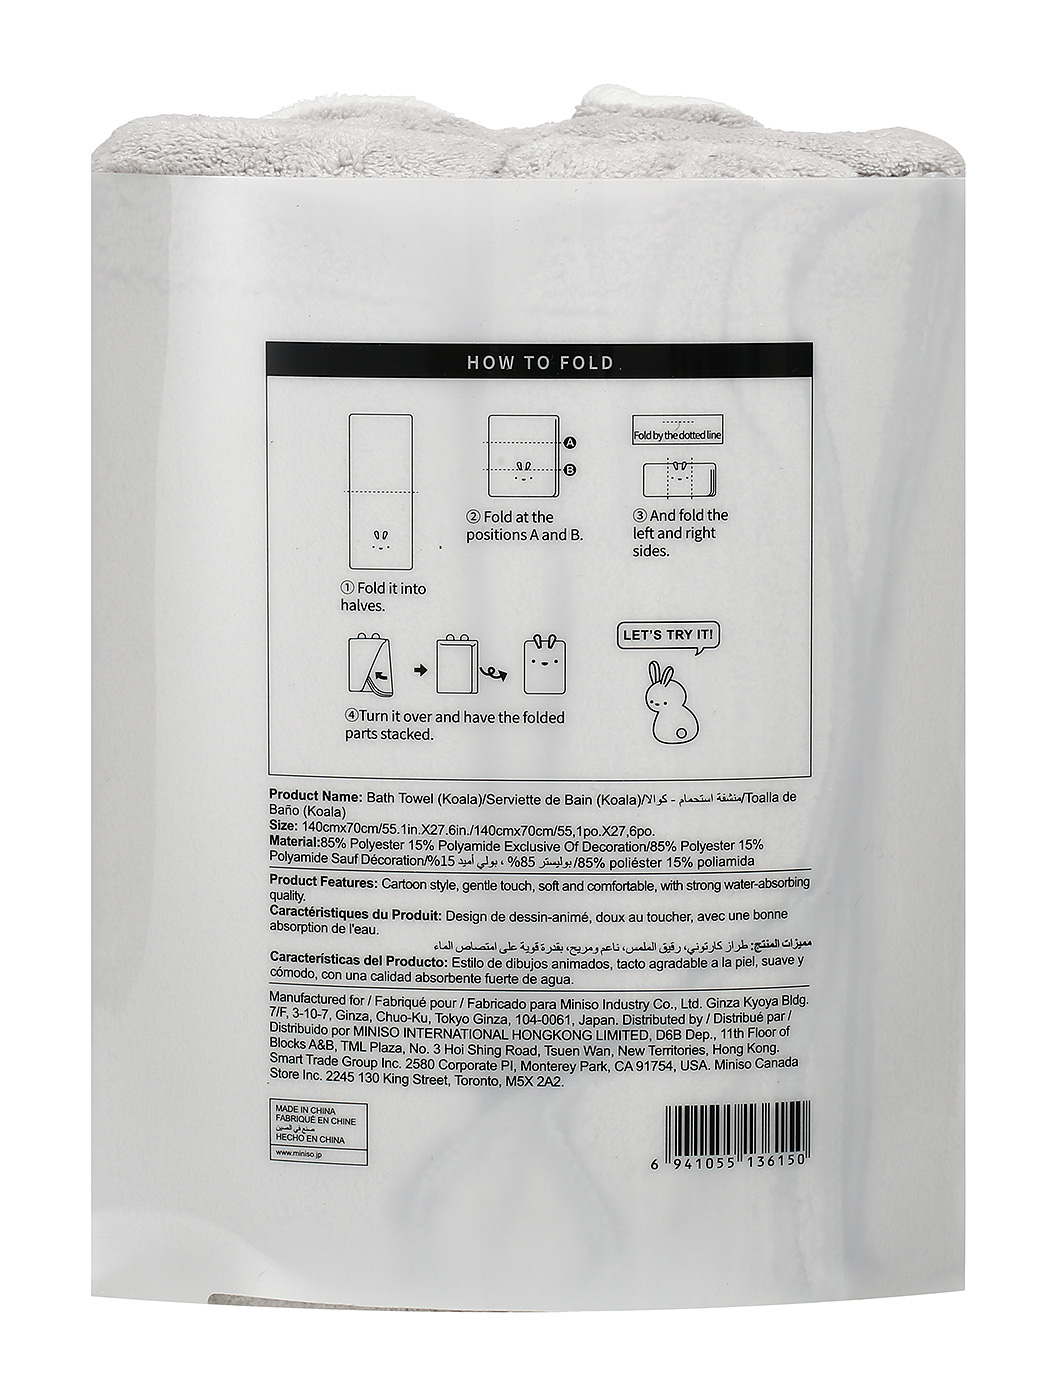 HOW TO FOLD
① Fold it into
halves.
A
B
② Fold at the
positions A and B.
Fold by the dotted line
③ And fold the
left and right
sides.
④Turn it over and have the folded
parts stacked.
LET'S TRY IT!
Product Name: Bath Towel (Koala)/Serviette de Bain (Koala)/منشفة استحمام - كوالا/Toalla de
Baño (Koala)
Size: 140cmx70cm/55.1in.X27.6in./140cmx70cm/55,1po.X27,6po.
Material:85% Polyester 15% Polyamide Exclusive Of Decoration/85% Polyester 15%
Polyamide Sauf Décoration/%15 بوليستر 85% ، بولي أميد/85% poliéster 15% poliamida
Product Features: Cartoon style, gentle touch, soft and comfortable, with strong water-absorbing
quality.
Caractéristiques du Produit: Design de dessin-animé, doux au toucher, avec une bonne
absorption de l'eau.
مميزات المنتج: طراز كارتوني، رقيق الملمس، ناعم ومريح، بقدرة قوية على امتصاص الماء
Características del Producto: Estilo de dibujos animados, tacto agradable a la piel, suave y
cómodo, con una calidad absorbente fuerte de agua.
Manufactured for / Fabriqué pour / Fabricado para Miniso Industry Co., Ltd. Ginza Kyoya Bldg.
7/F, 3-10-7, Ginza, Chuo-Ku, Tokyo Ginza, 104-0061, Japan. Distributed by / Distribué par /
Distribuido por MINISO INTERNATIONAL HONGKONG LIMITED, D6B Dep., 11th Floor of
Blocks A&B, TML Plaza, No. 3 Hoi Shing Road, Tsuen Wan, New Territories, Hong Kong.
Smart Trade Group Inc. 2580 Corporate Pl, Monterey Park, CA 91754, USA. Miniso Canada
Store Inc. 2245 130 King Street, Toronto, M5X 2A2.
MADE IN CHINA
FABRIQUÉ EN CHINE
صنع في الصين
HECHO EN CHINA
www.miniso.jp
6 941055 136150